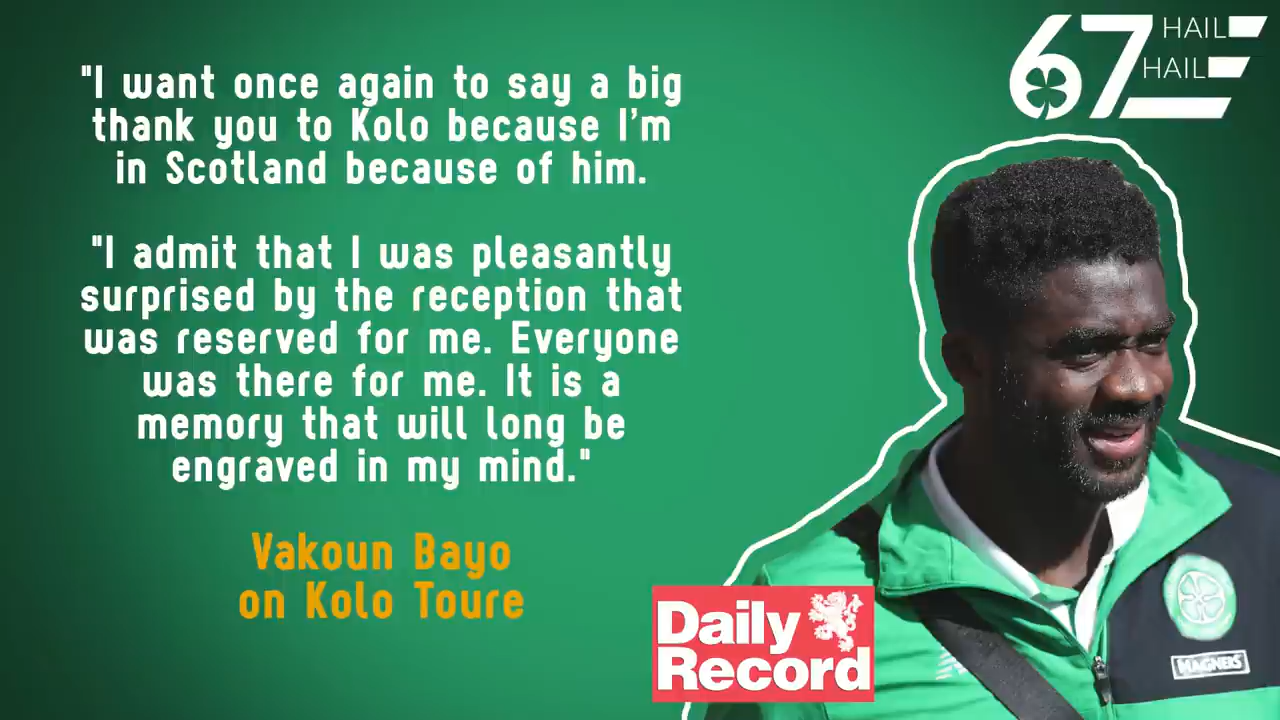 67 HAIL
HAIL
"I want once again to say a big
thank you to Kolo because I'm
in Scotland because of him.
"I admit that I was pleasantly
surprised by the reception that
was reserved for me. Everyone
was there for me. It is a
memory that will long be
engraved in my mind."
Vakoun Bayo
on Kolo Toure
Daily
Record
MAGNERS